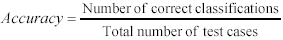 Accuracy = Number of correct classifications
Total number of test cases